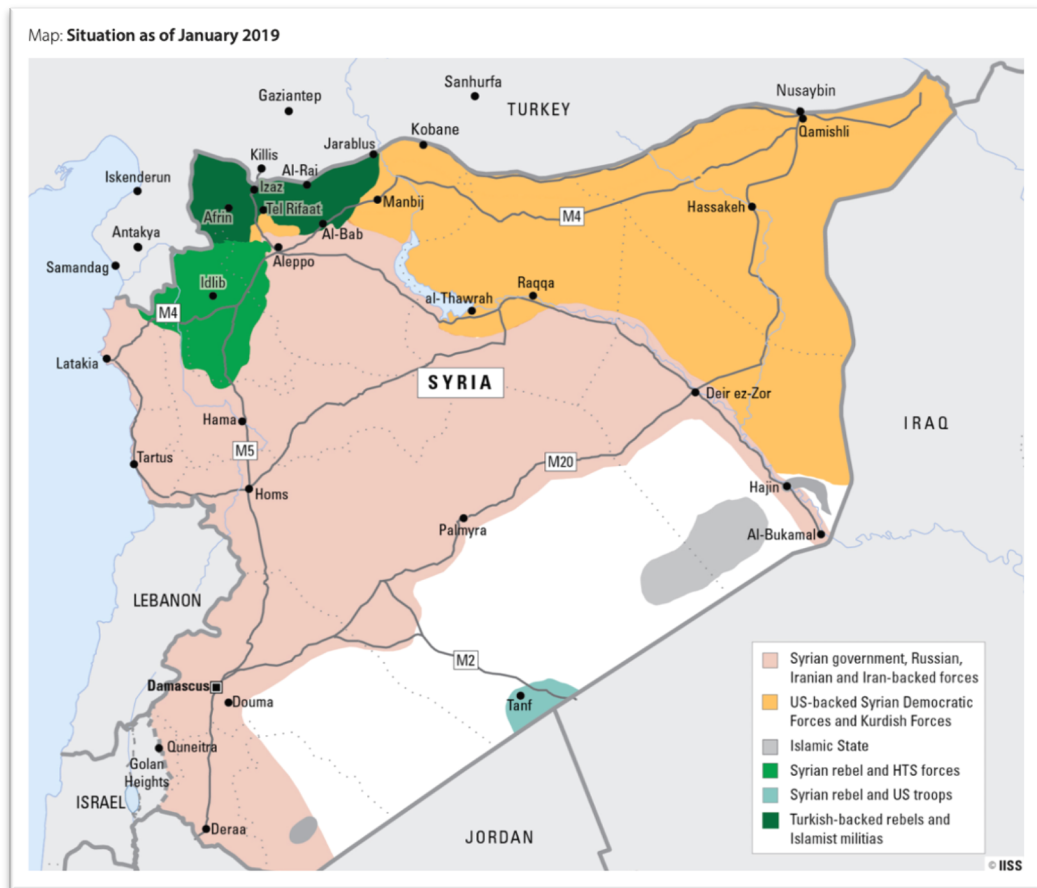 Map: Situation as of January 2019
Sanhurfa
Gaziantep
TURKEY
Nusaybin
Qamishli
Kobane
Jarablus
Killis
Al-Rai
Iskenderun
Izaz
Manbij
Tel Rifaat
Afrin
M4
Hassakeh
Al-Bab
Antakya
Aleppo
Samandag
Idlib
Raqqa
al-Thawrah
M4
Latakia
SYRIA
Deir ez-Zor
Hama
IRAQ
M5
Tartus
M20
Homs
Hajin
Palmyra
Al-Bukamal
LEBANON
M2
Damascus
Douma
Tanf
Quneitra
Golan
Heights
ISRAEL
Deraa
JORDAN
Syrian government, Russian,
Iranian and Iran-backed forces
US-backed Syrian Democratic
Forces and Kurdish Forces
Islamic State
Syrian rebel and HTS forces
Syrian rebel and US troops
Turkish-backed rebels and
Islamist militias
© IISS